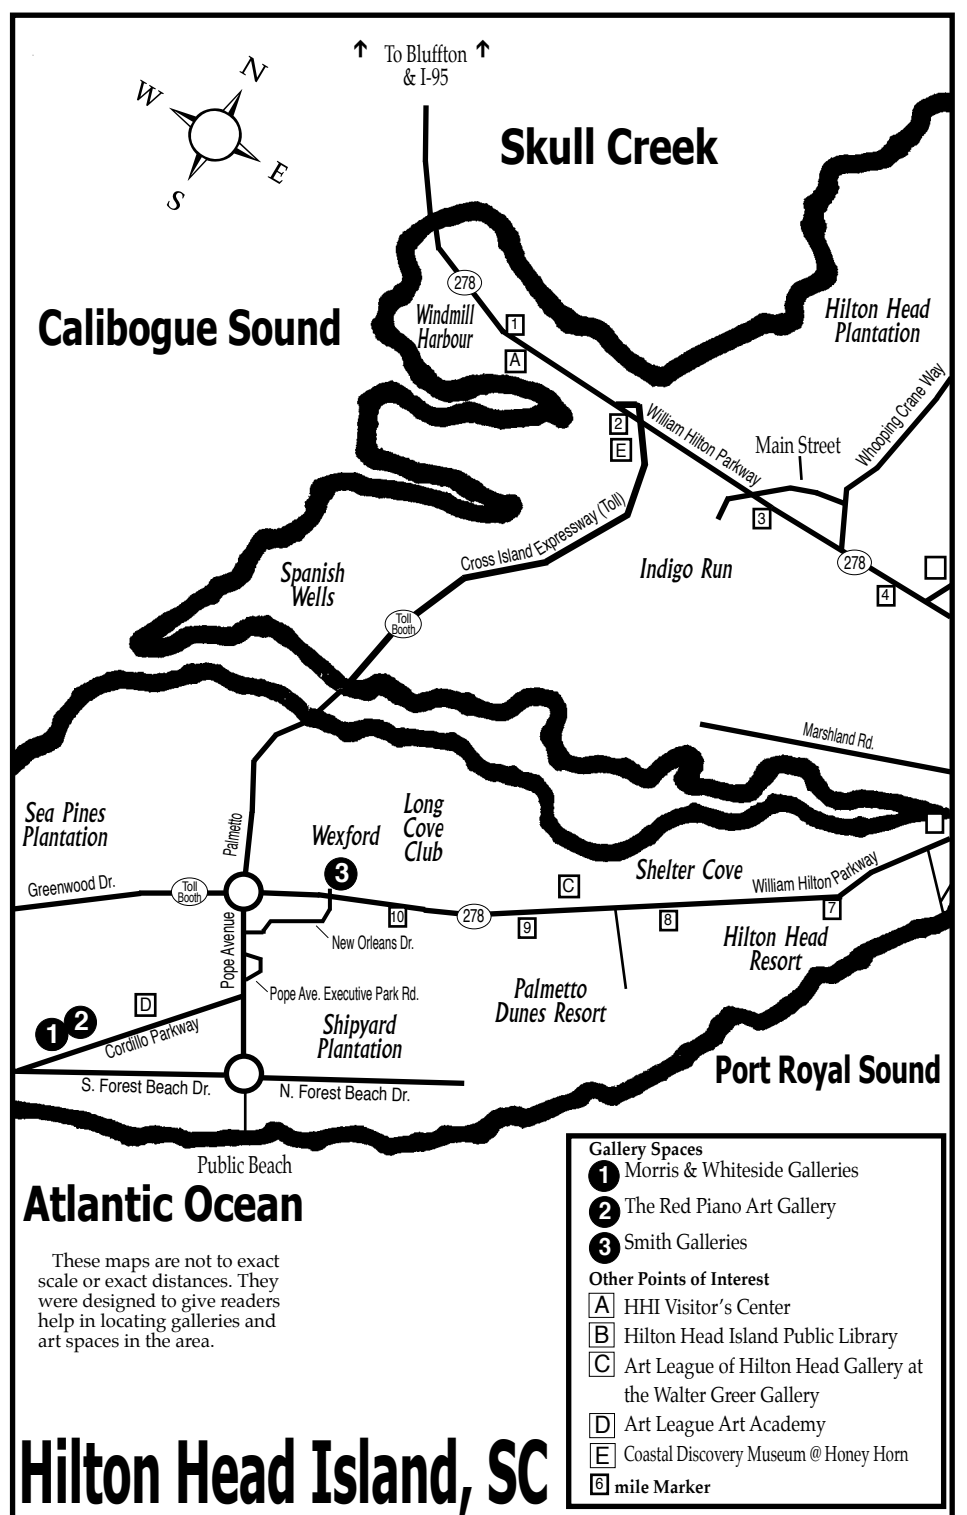 To Bluffton
& I-95
N
W
E
S
Skull Creek
278
Windmill
Harbour
Calibogue Sound
Hilton Head
Plantation
1
A
2
E
William Hilton Parkway
Main Street
Whooping Crane Way
3
Cross Island Expressway (Toll)
Indigo Run
278
4
Spanish
Wells
Toll
Booth
Marshland Rd.
Sea Pines
Plantation
Palmetto
Wexford
Long
Cove
Club
Shelter Cove
William Hilton Parkway
Greenwood Dr.
Toll
Booth
3
C
10
278
9
8
7
New Orleans Dr.
Pope Avenue
Hilton Head
Resort
Pope Ave. Executive Park Rd.
Palmetto
Dunes Resort
D
1
2
Cordillo Parkway
Shipyard
Plantation
S. Forest Beach Dr.
N. Forest Beach Dr.
Port Royal Sound
Public Beach
Atlantic Ocean
These maps are not to exact
scale or exact distances. They
were designed to give readers
help in locating galleries and
art spaces in the area.
Hilton Head Island, SC
Gallery Spaces
1 Morris & Whiteside Galleries
2 The Red Piano Art Gallery
3 Smith Galleries
Other Points of Interest
A HHI Visitor's Center
B Hilton Head Island Public Library
C Art League of Hilton Head Gallery at
the Walter Greer Gallery
D Art League Art Academy
E Coastal Discovery Museum @ Honey Horn
6 mile Marker